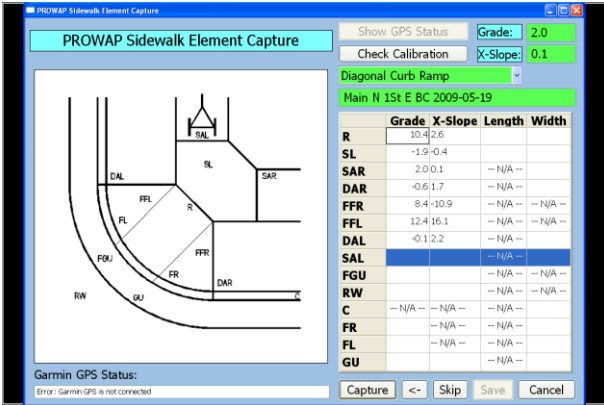 PROWAP Sidewalk Element Capture
PROWAP Sidewalk Element Capture
Show GPS Status Grade: 2.0
Check Calibration X-Slope: 0.1
Diagonal Curb Ramp
Main N 1St E BC 2009-05-19
SAL
SL
SAR
DAL
FFL
R
FL
FFR
FGU
FR
DAR
RW
GU
C
Grade X-Slope Length Width
R 10.4 2.6
SL -1.9 -0.4
SAR 2.0 0.1 -- N/A --
DAR -0.6 1.7 -- N/A --
FFR 8.4 -10.9 -- N/A -- -- N/A --
FFL 12.4 16.1 -- N/A -- -- N/A --
DAL -0.1 2.2 -- N/A --
SAL -- N/A --
FGU -- N/A -- -- N/A --
RW -- N/A -- -- N/A --
C -- N/A -- -- N/A -- -- N/A --
FR -- N/A -- -- N/A --
FL -- N/A -- -- N/A --
GU -- N/A --
Garmin GPS Status:
Error: Garmin GPS is not connected
Capture <- Skip Save Cancel